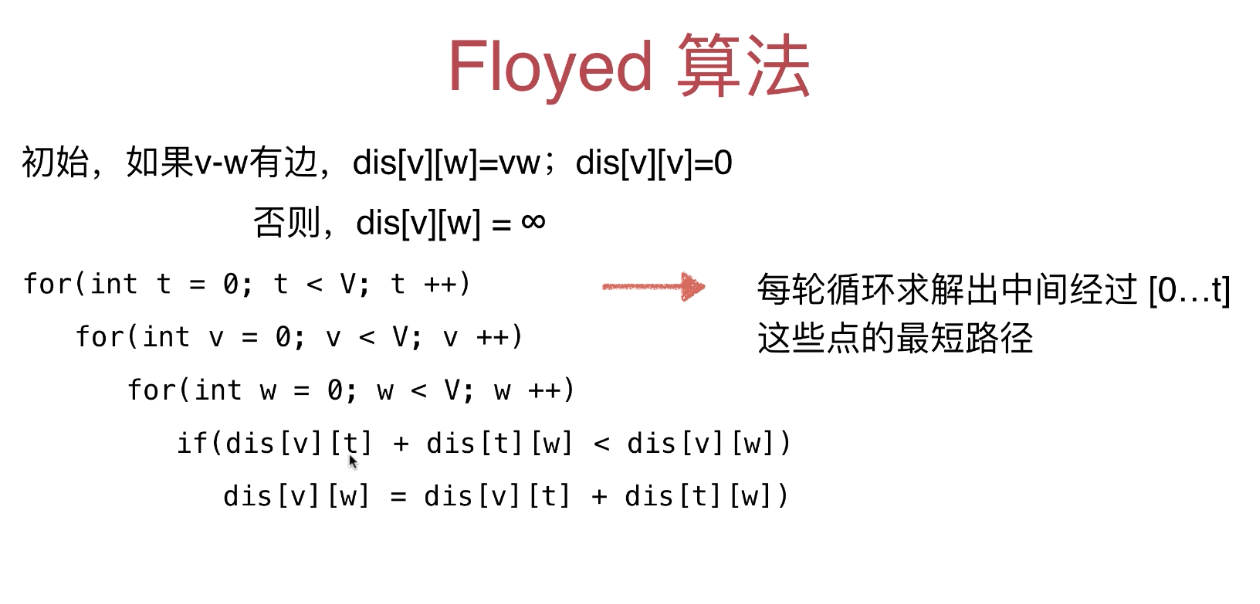 Floyed 算法
初始，如果v-w有边，dis[v][w]=vw；dis[v][v]=0
否则，dis[v][w] = ∞
for(int t = 0; t < V; t ++)
每轮循环求解出中间经过 [0…t]
这些点的最短路径
for(int v = 0; v < V; v ++)
for(int w = 0; w < V; w ++)
if(dis[v][t] + dis[t][w] < dis[v][w])
dis[v][w] = dis[v][t] + dis[t][w])